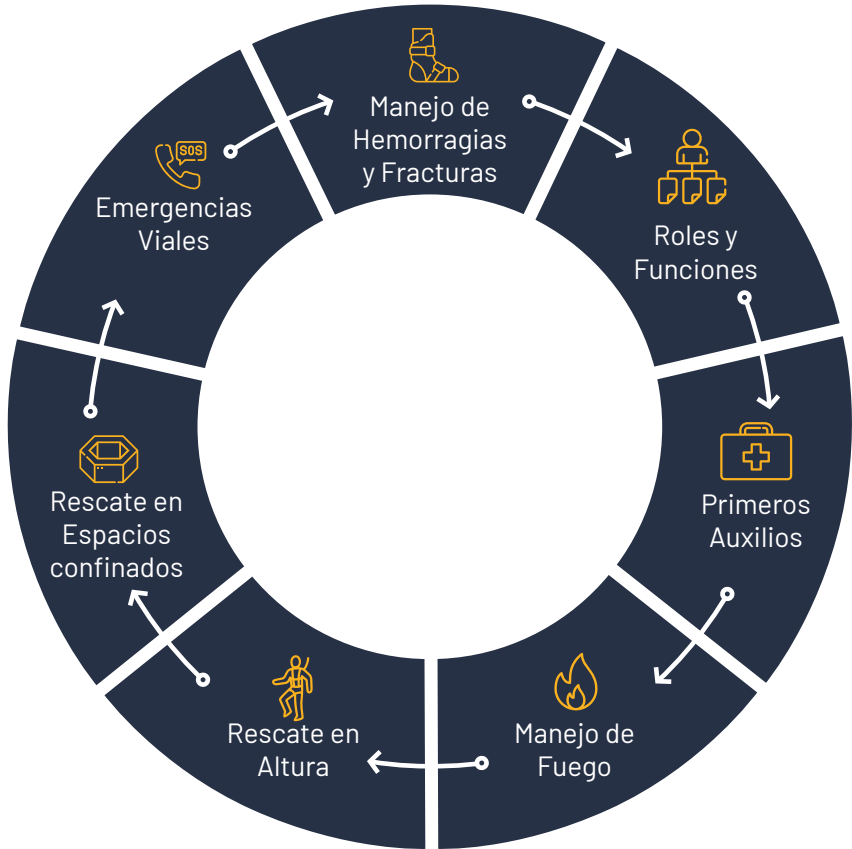 Manejo de
Hemorragias
y Fracturas
Roles y
Funciones
Primeros
Auxilios
Manejo de
Fuego
Rescate en
Altura
Rescate en
Espacios
confinados
SOS
Emergencias
Viales